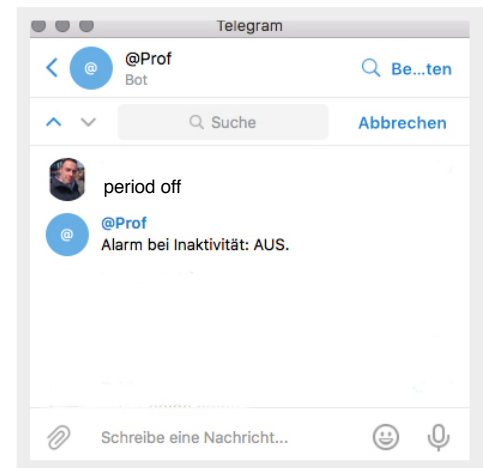 Telegram
@Prof
Bot
Be...ten
Suche
Abbrechen
period off
@
@Prof
Alarm bei Inaktivität: AUS.
@
Schreibe eine Nachricht...